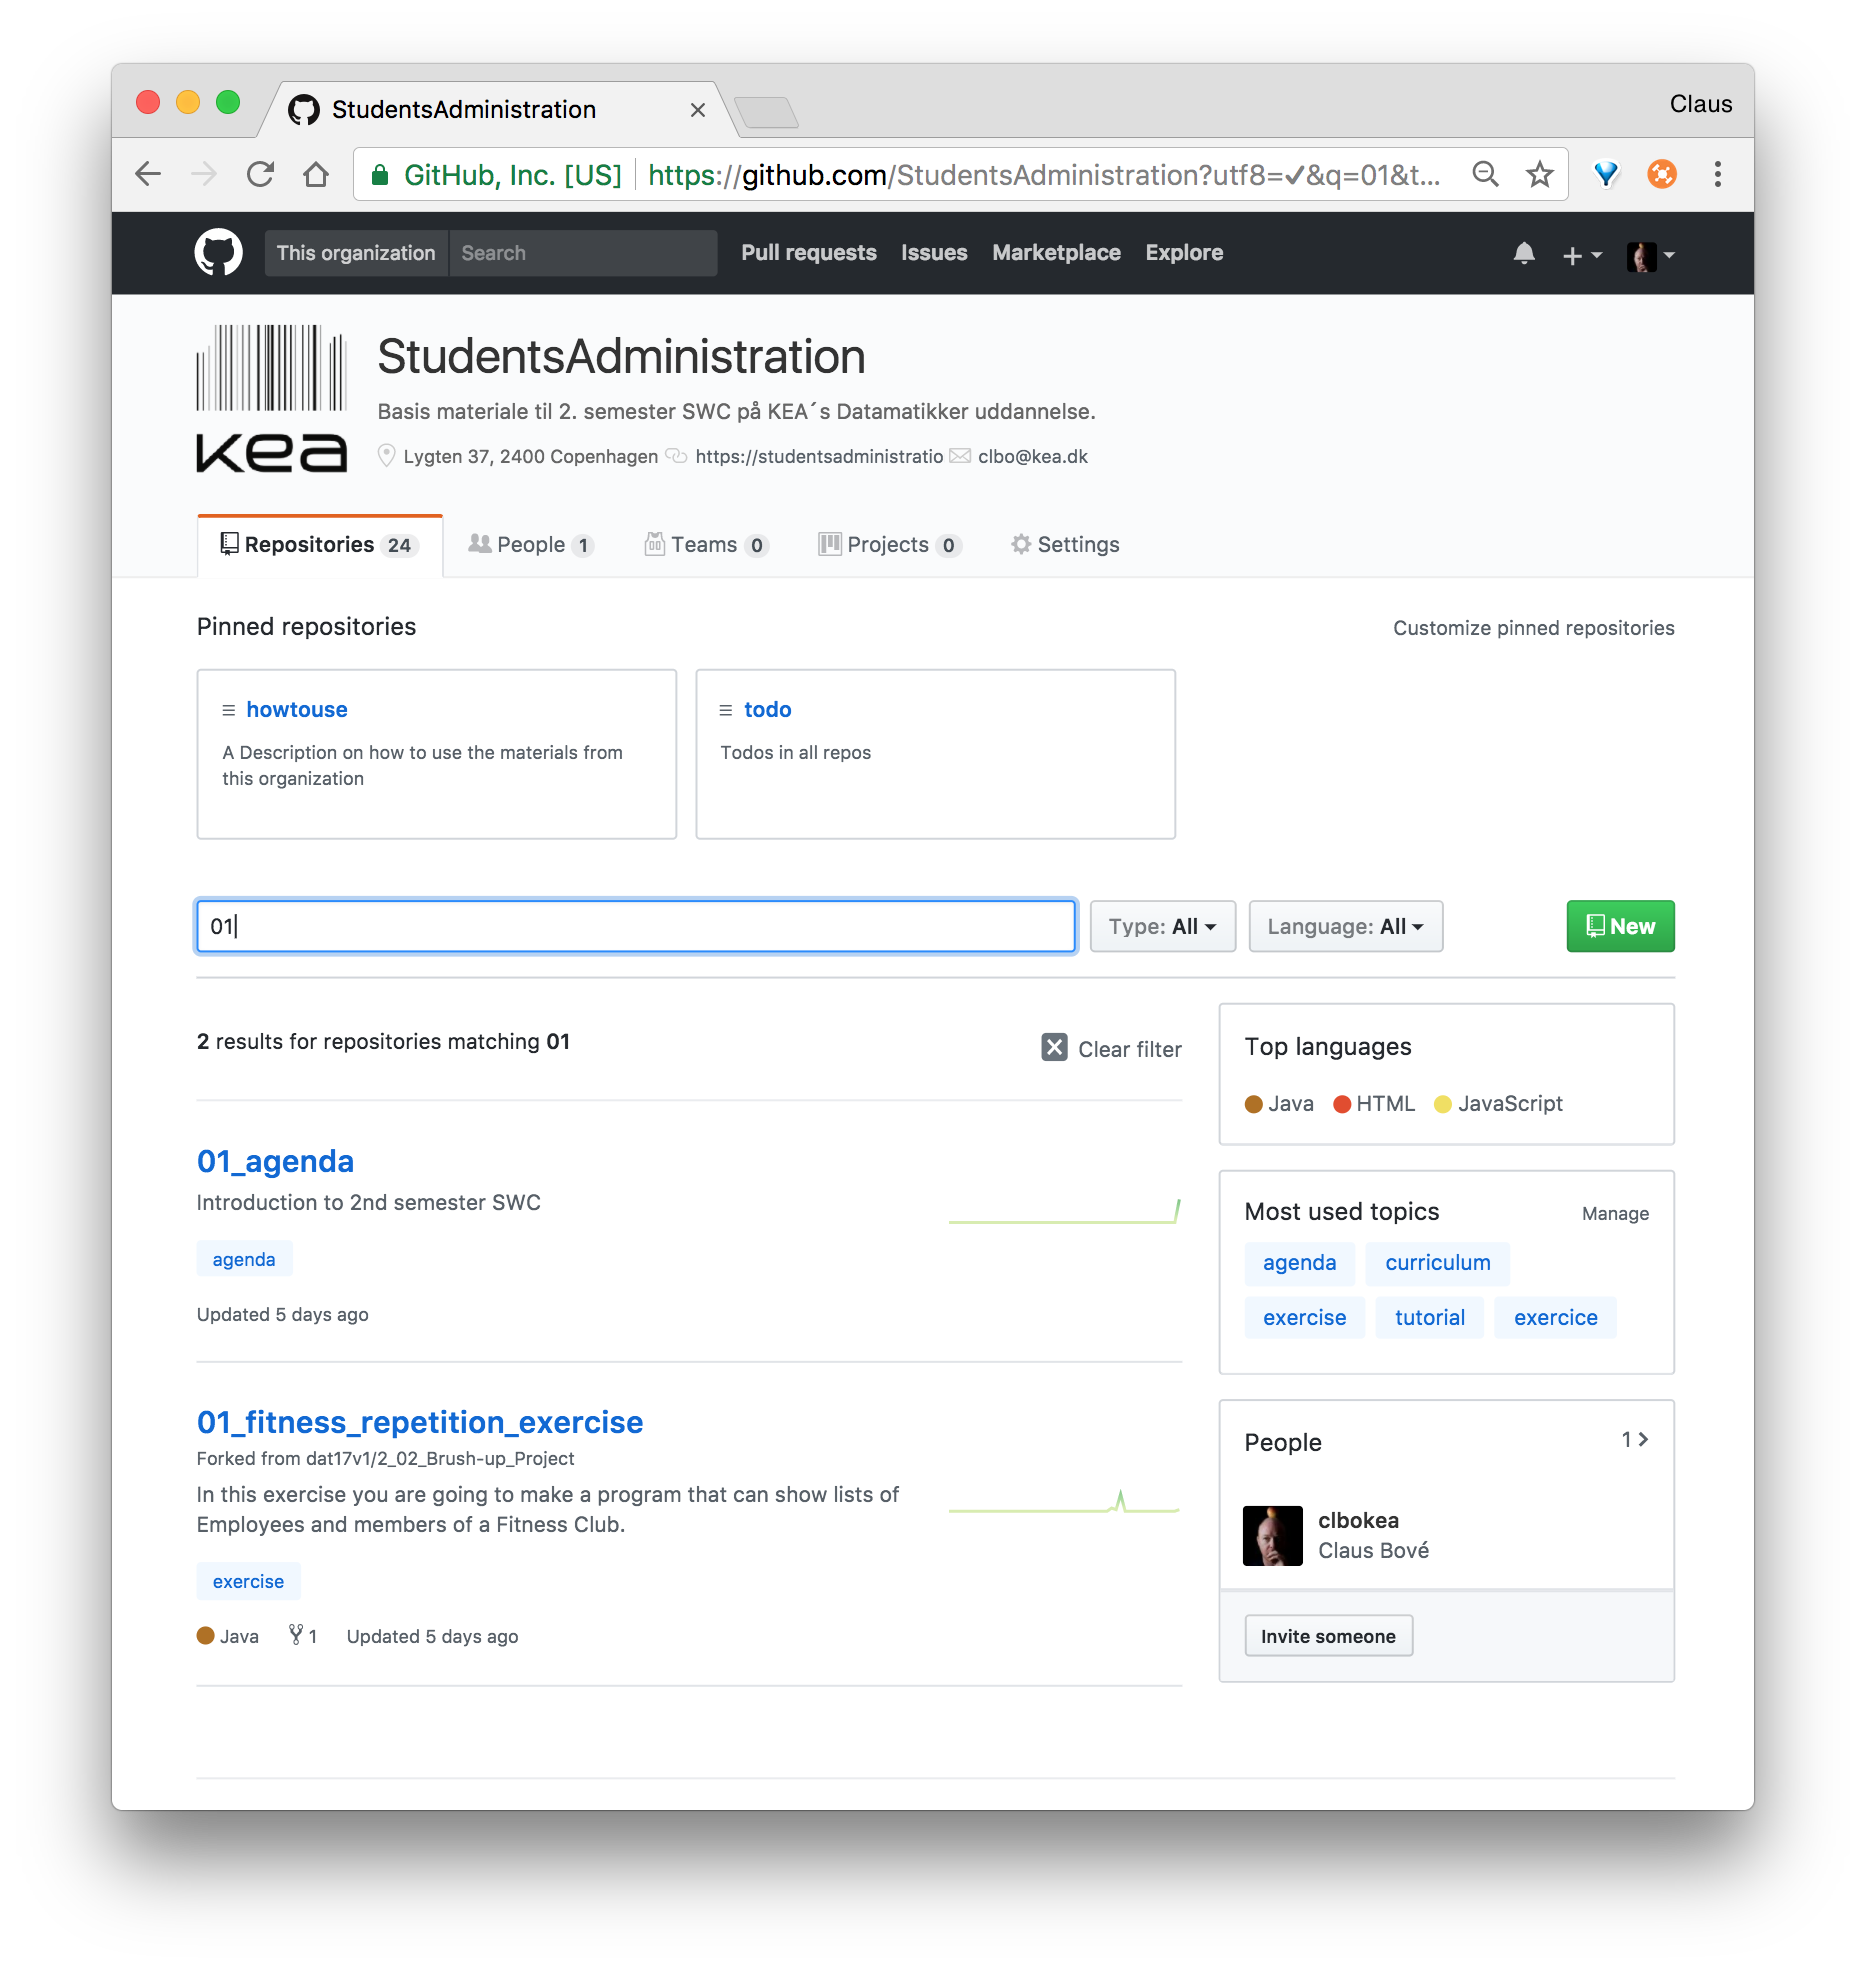 StudentsAdministration
Claus
GitHub, Inc. [US] https://github.com/StudentsAdministration?utf8=✓&q=01&t...
This organization Search Pull requests Issues Marketplace Explore
StudentsAdministration
Basis materiale til 2. semester SWC på KEA´s Datamatikker uddannelse.
kea
Lygten 37, 2400 Copenhagen https://studentsadministratio clbo@kea.dk
Repositories 24 People 1 Teams 0 Projects 0 Settings
Pinned repositories
Customize pinned repositories
howtouse
A Description on how to use the materials from
this organization
todo
Todos in all repos
01
Type: All
Language: All
New
2 results for repositories matching 01
Clear filter
01_agenda
Introduction to 2nd semester SWC
agenda
Updated 5 days ago
01_fitness_repetition_exercise
Forked from dat17v1/2_02_Brush-up_Project
In this exercise you are going to make a program that can show lists of
Employees and members of a Fitness Club.
exercise
Java 1 Updated 5 days ago
Top languages
Java HTML JavaScript
Most used topics
Manage
agenda curriculum
exercise tutorial exercice
People
1
clbokea
Claus Bové
Invite someone